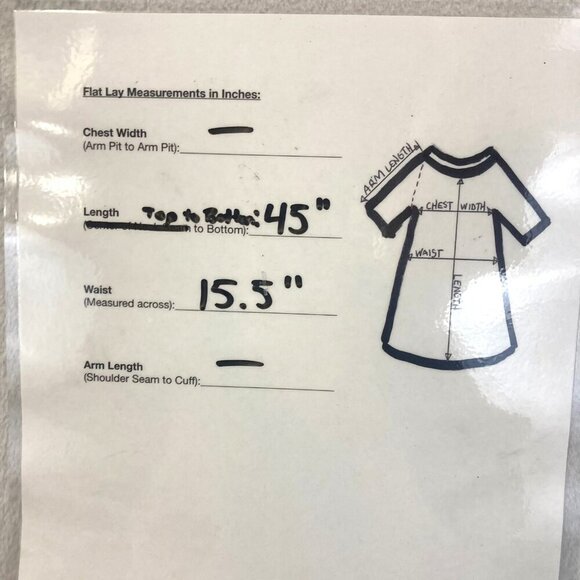 Flat Lay Measurements in Inches:
Chest Width —
(Arm Pit to Arm Pit):
Length Top to Bottom: 45"
to Bottom):
Waist
(Measured across): 15.5"
Arm Length —
(Shoulder Seam to Cuff):
ARM LENGTH
CHEST WIDTH
WAIST
LENGTH